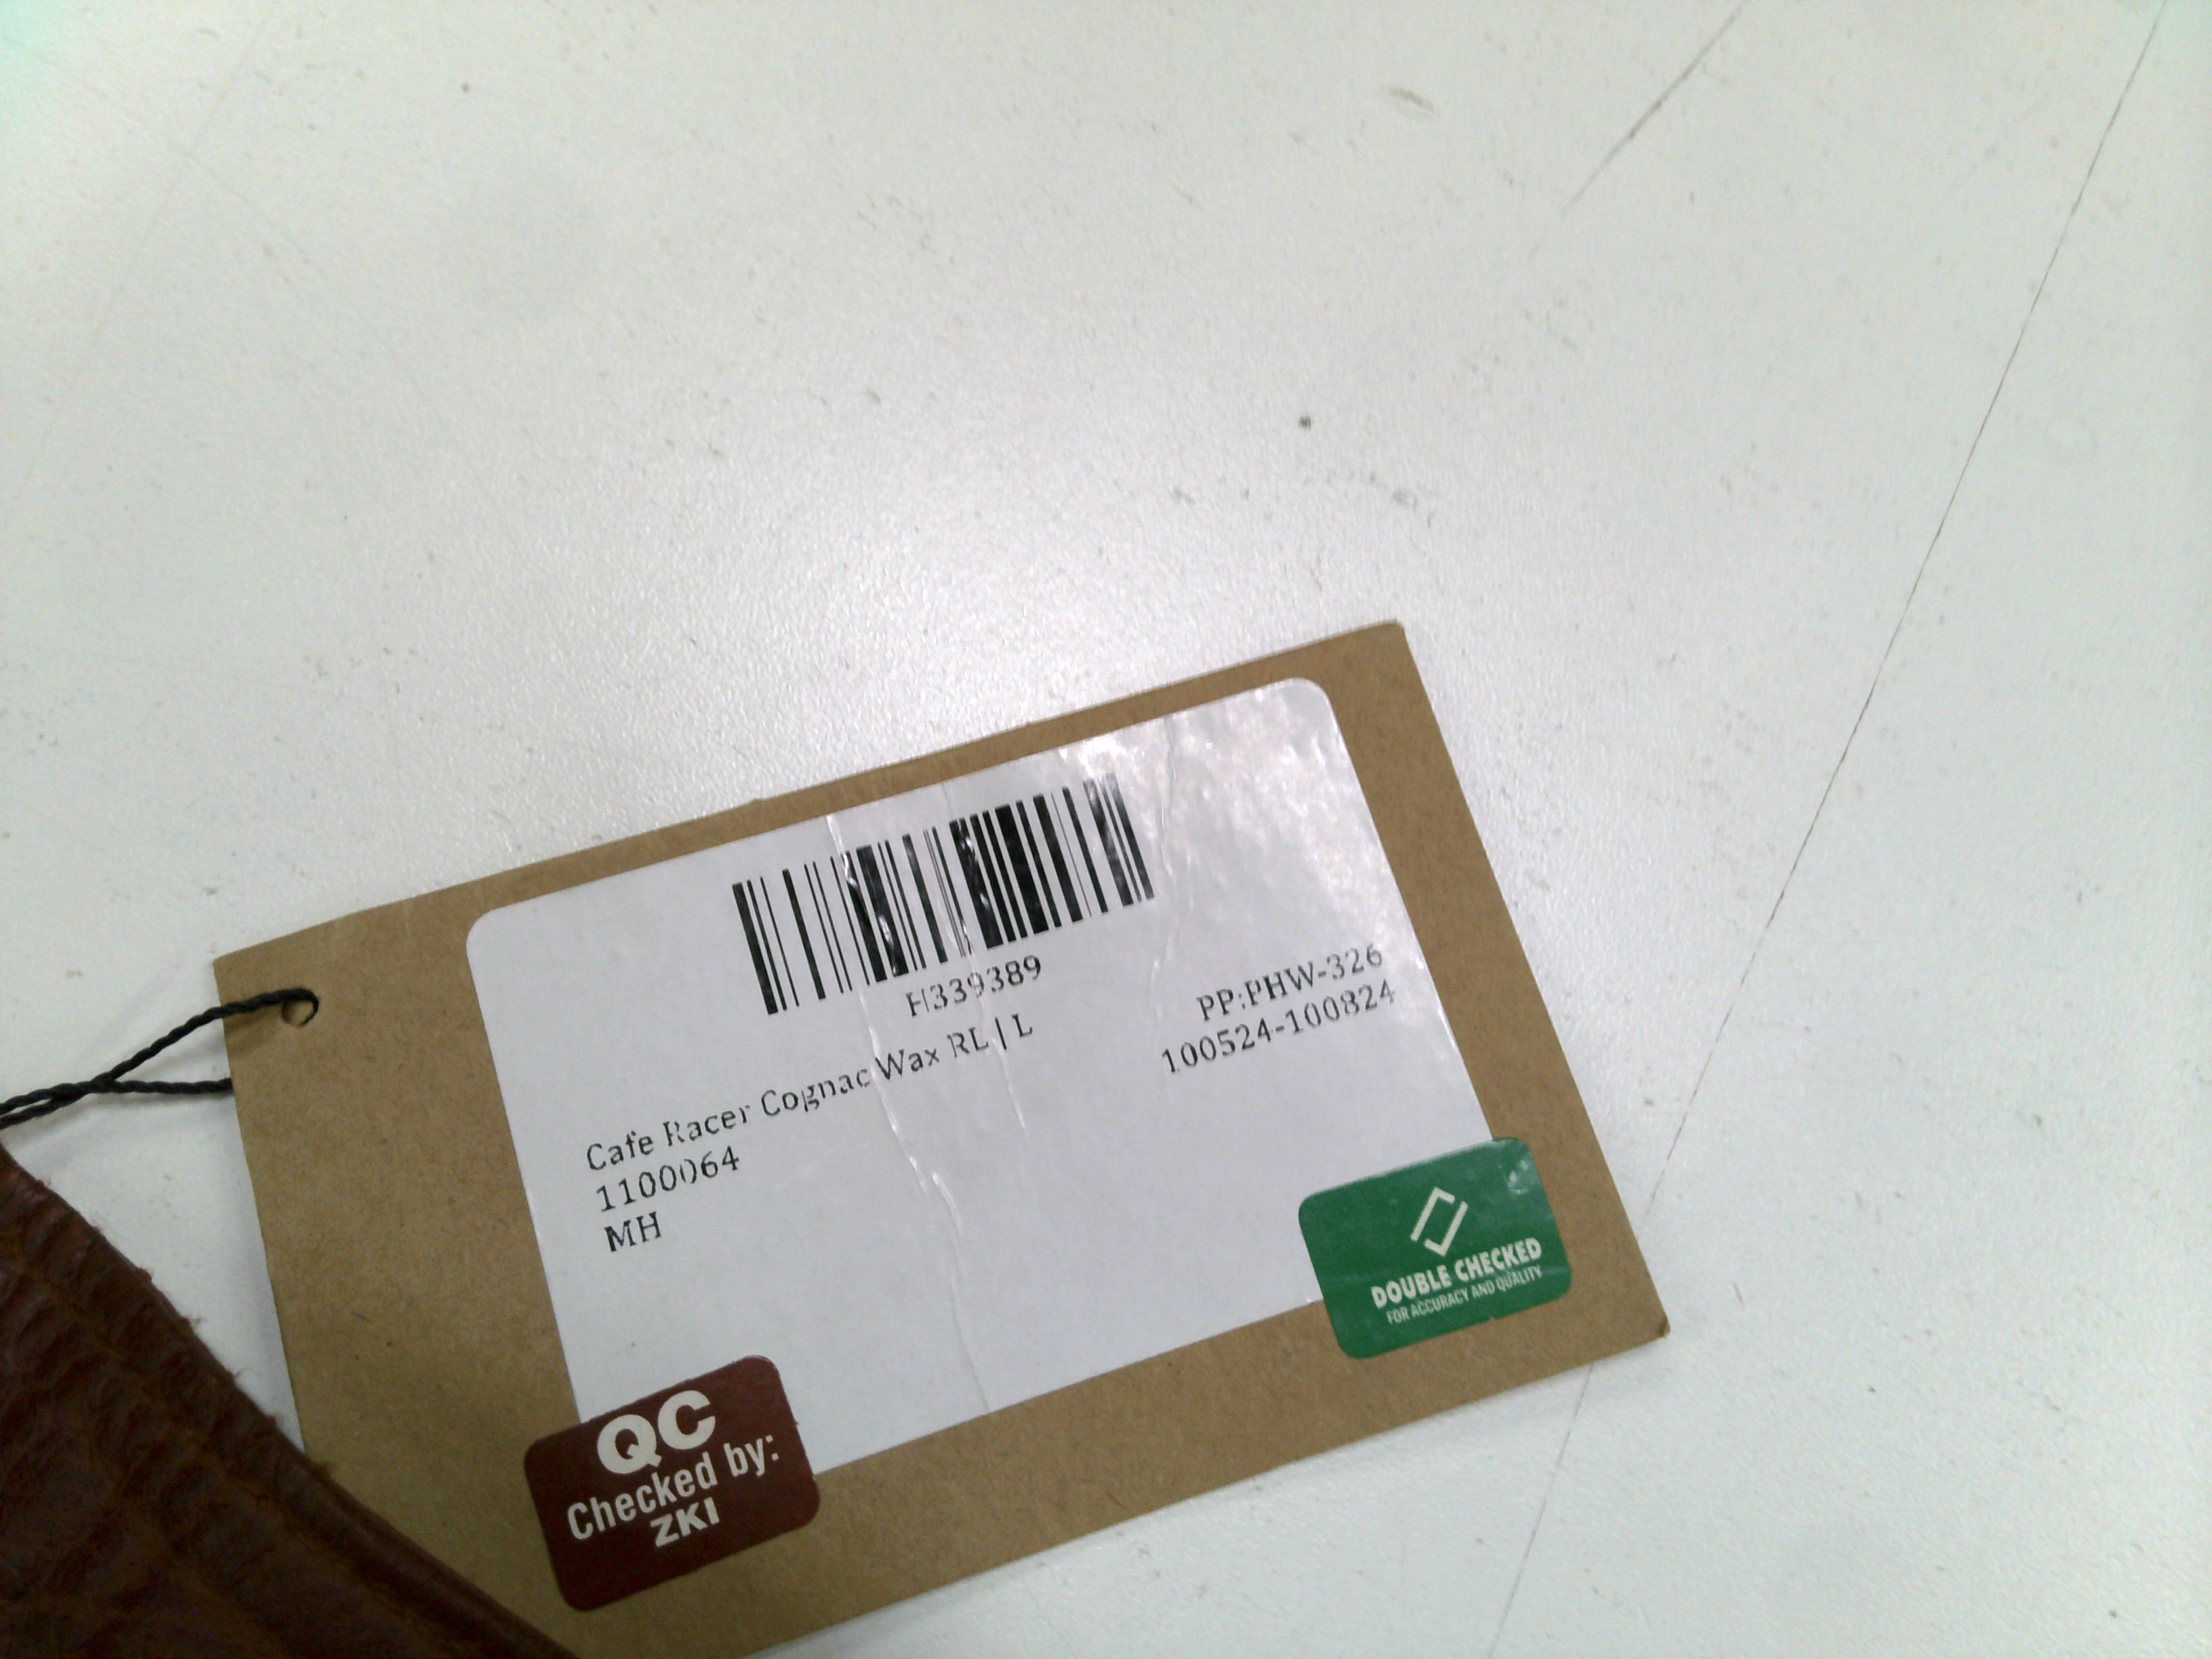 H339389
PP:PHW-326
100524-100824
Cafe Racer Cognac Wax RL | L
1100064
MH
DOUBLE CHECKED
FOR ACCURACY AND QUALITY
QC
Checked by:
ZKI